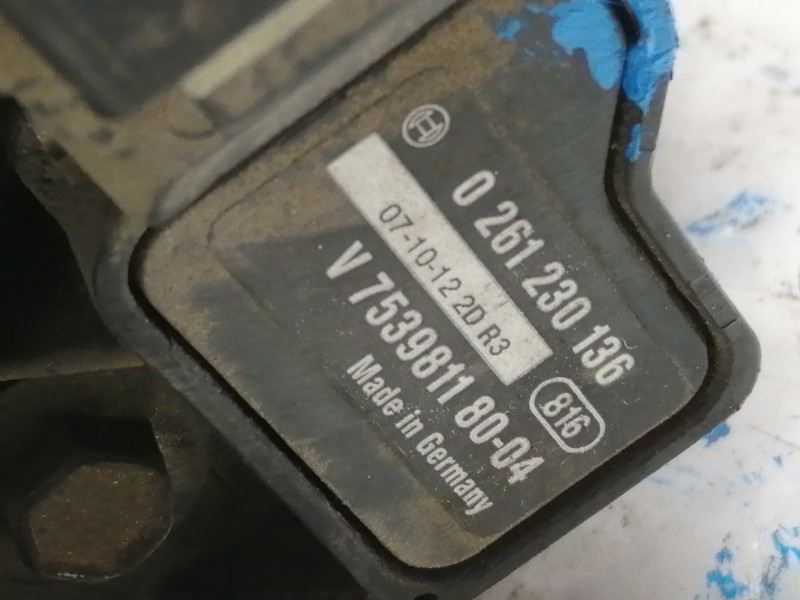 0 261 230 136
07-10-12 2D R3
816
V 7539811 80-04
Made in Germany